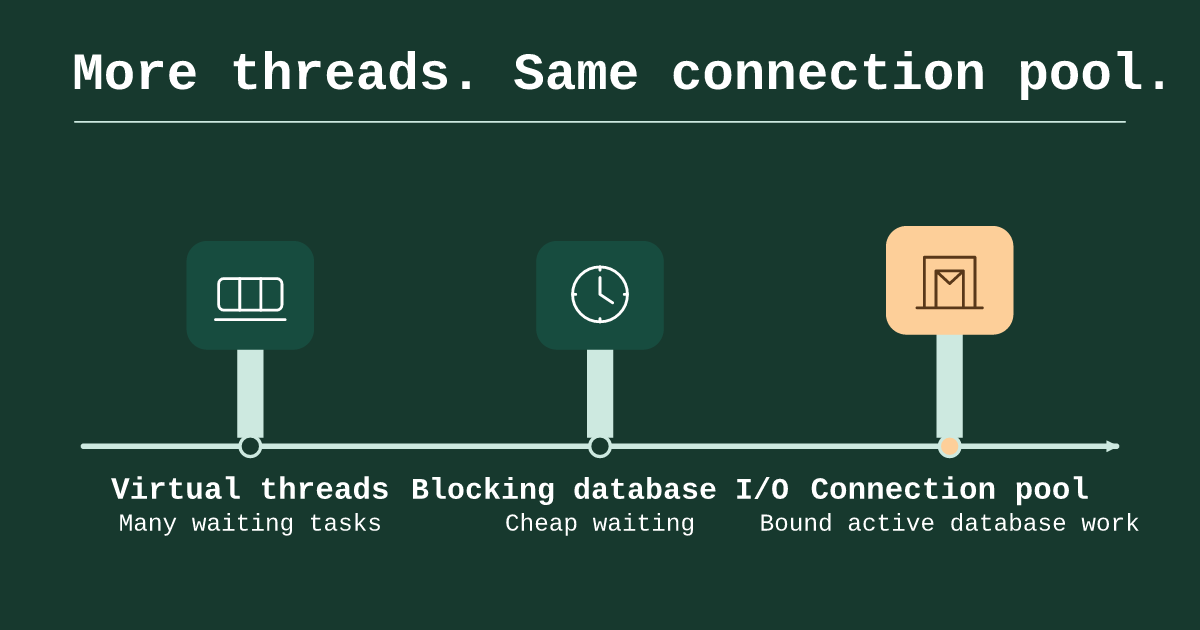 More threads. Same connection pool.
Virtual threads
Many waiting tasks
Blocking database I/O
Cheap waiting
Connection pool
Bound active database work